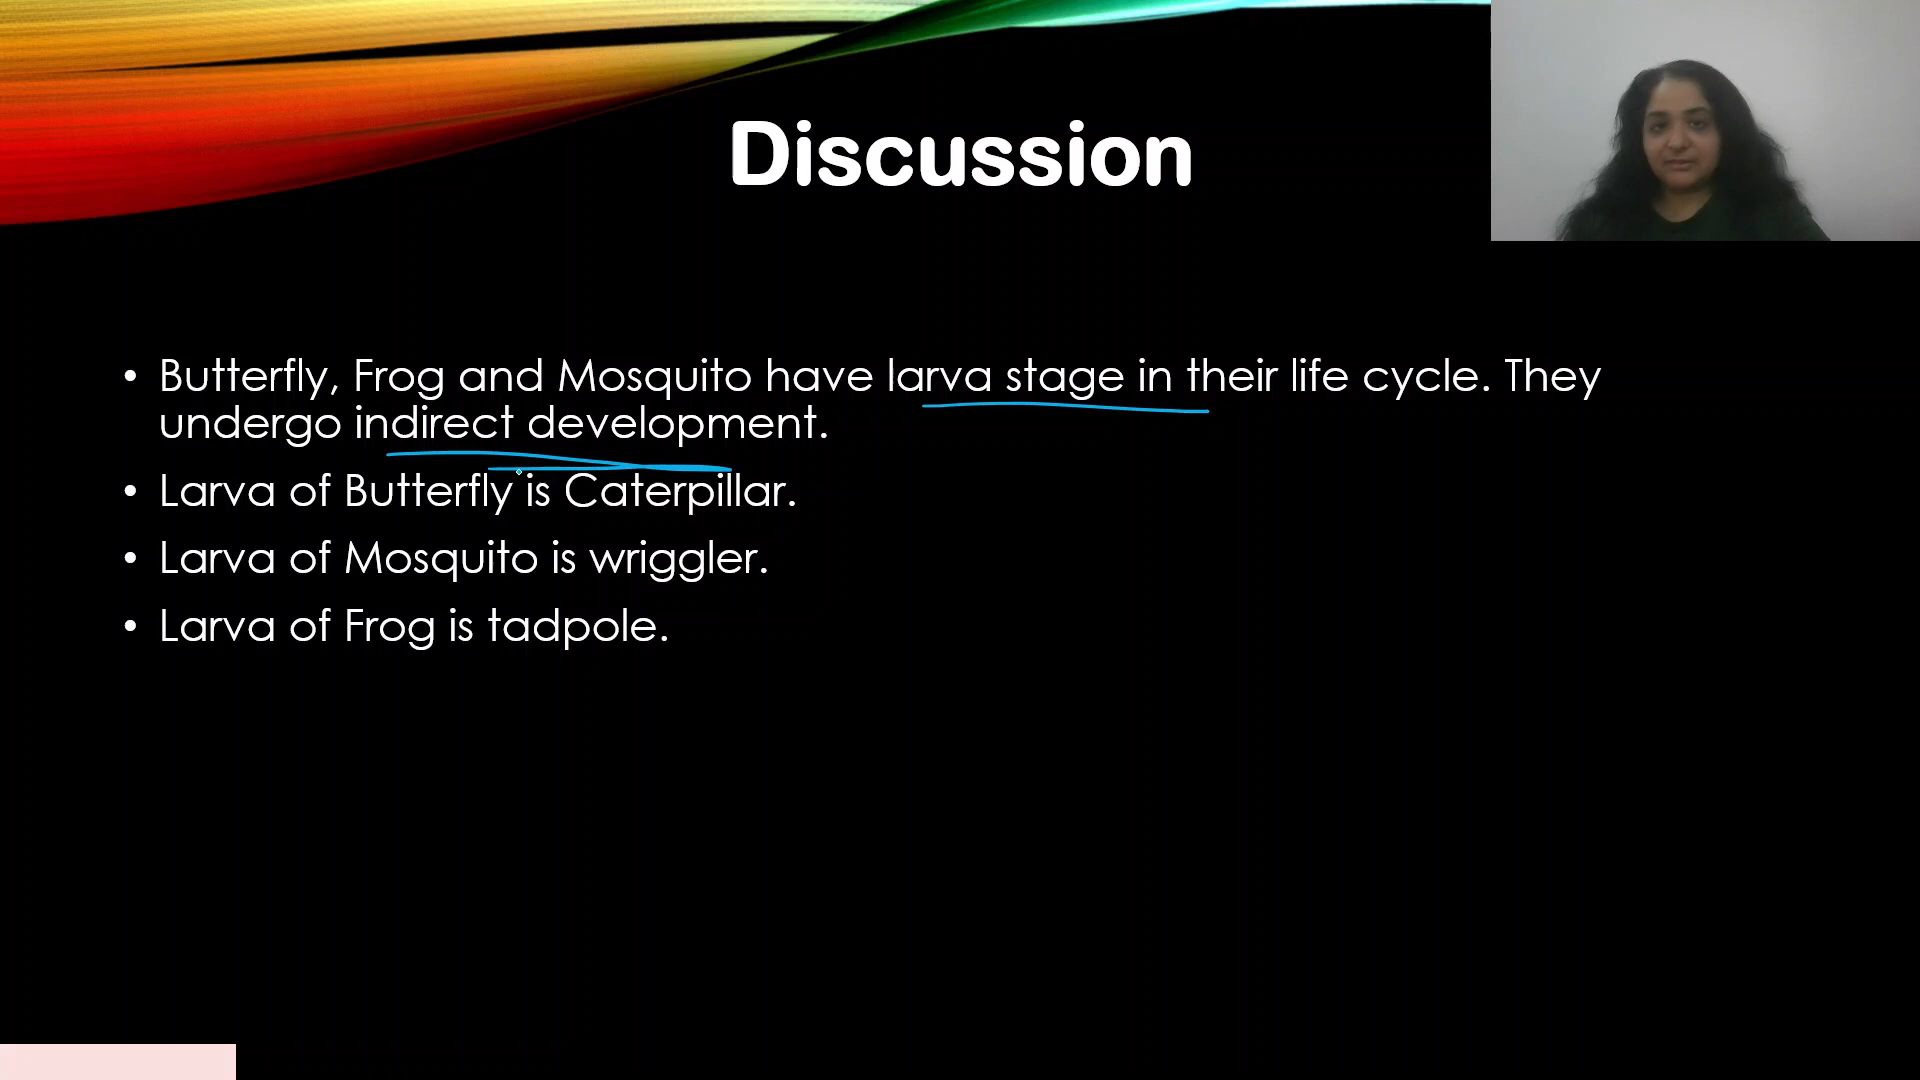 Discussion
• Butterfly, Frog and Mosquito have larva stage in their life cycle. They
undergo indirect development.
• Larva of Butterfly is Caterpillar.
• Larva of Mosquito is wriggler.
• Larva of Frog is tadpole.